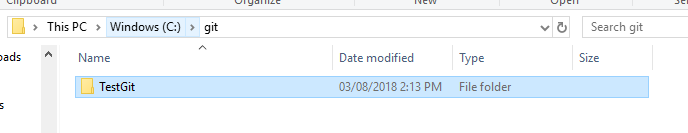 Clipboard Organize New Open
This PC > Windows (C:) > git Search git
oads Name Date modified Type Size
TestGit 03/08/2018 2:13 PM File folder
s